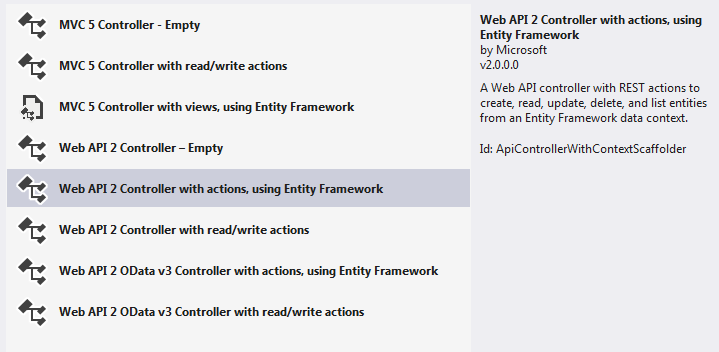 MVC 5 Controller - Empty
MVC 5 Controller with read/write actions
MVC 5 Controller with views, using Entity Framework
Web API 2 Controller – Empty
Web API 2 Controller with actions, using Entity Framework
Web API 2 Controller with read/write actions
Web API 2 OData v3 Controller with actions, using Entity Framework
Web API 2 OData v3 Controller with read/write actions
Web API 2 Controller with actions, using
Entity Framework
by Microsoft
v2.0.0.0
A Web API controller with REST actions to
create, read, update, delete, and list entities
from an Entity Framework data context.
Id: ApiControllerWithContextScaffolder